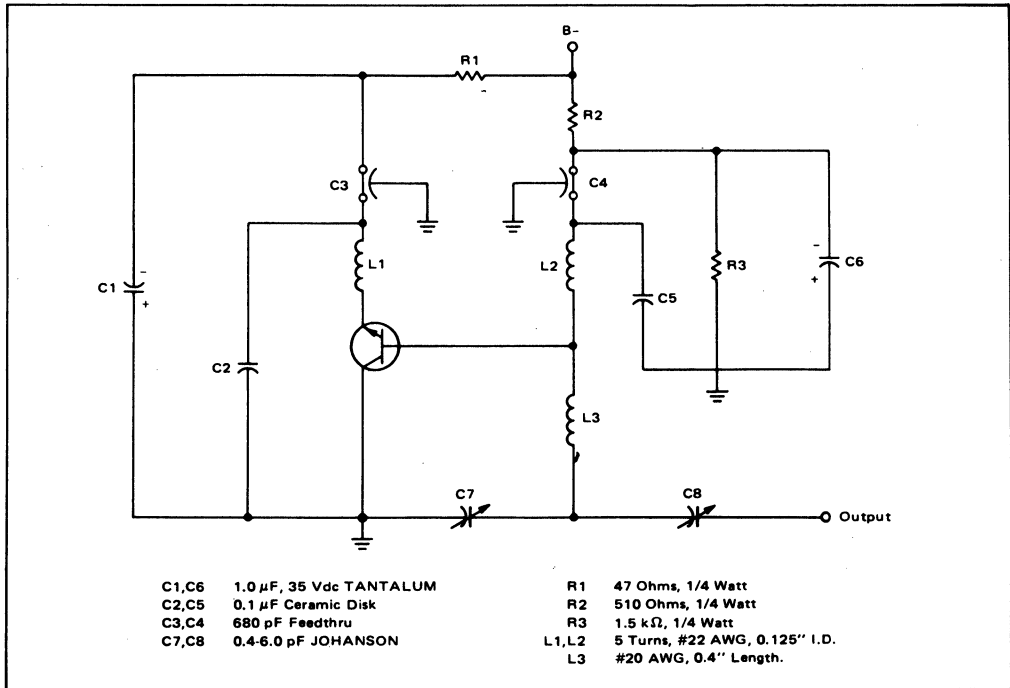 B-
R1
R2
C3
C4
L1
L2
R3
-
C6
+
C1
-
+
C5
C2
L3
C7
C8
Output
C1,C6 1.0 μF, 35 Vdc TANTALUM
C2,C5 0.1 μF Ceramic Disk
C3,C4 680 pF Feedthru
C7,C8 0.4-6.0 pF JOHANSON
R1 47 Ohms, 1/4 Watt
R2 510 Ohms, 1/4 Watt
R3 1.5 kΩ, 1/4 Watt
L1,L2 5 Turns, #22 AWG, 0.125'' I.D.
L3 #20 AWG, 0.4'' Length.